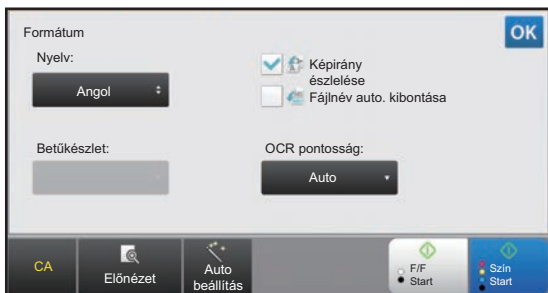 Formátum
OK
Nyelv:
Angol
Képirány
észlelése
Fájlnév auto. kibontása
Betűkészlet:
OCR pontosság:
Auto
CA
Előnézet
Auto
beállítás
F/F
Start
Szín
Start